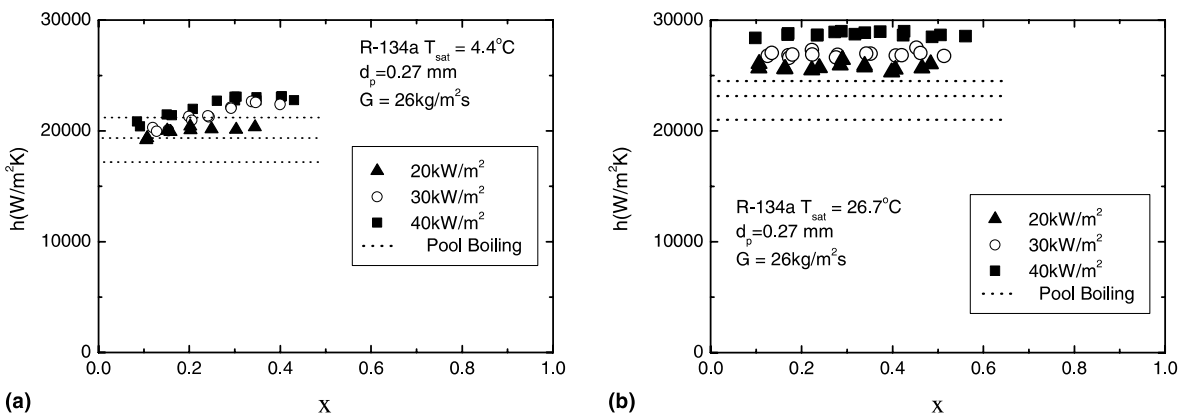 30000
20000
10000
0
h(W/m²K)
R-134a T_sat = 4.4°C
d_p=0.27 mm
G = 26kg/m²s
20kW/m²
30kW/m²
40kW/m²
Pool Boiling
0.0 0.2 0.4 0.6 0.8 1.0
(a)
x
30000
20000
10000
0
h(W/m²K)
R-134a T_sat = 26.7°C
d_p=0.27 mm
G = 26kg/m²s
20kW/m²
30kW/m²
40kW/m²
Pool Boiling
0.0 0.2 0.4 0.6 0.8 1.0
(b)
x